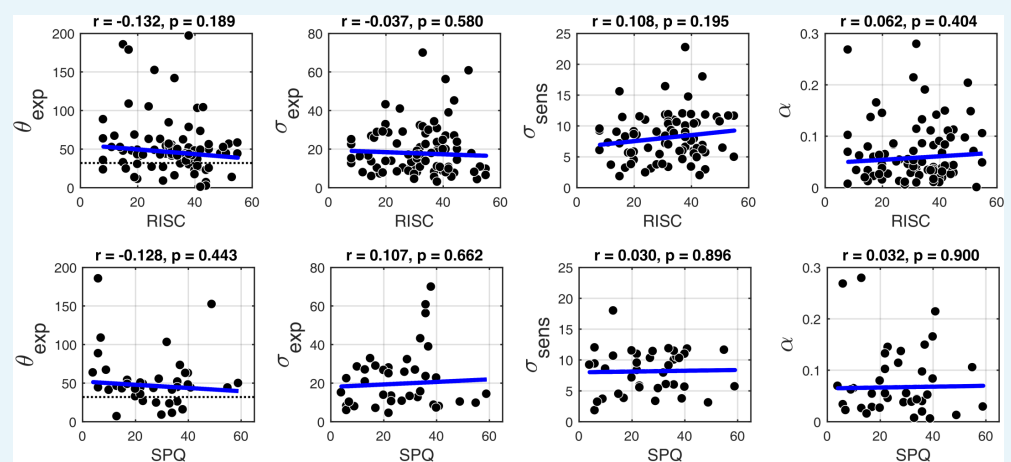 r = -0.132, p = 0.189
r = -0.037, p = 0.580
r = 0.108, p = 0.195
r = 0.062, p = 0.404
200
150
100
50
0
θ exp
0 20 40 60
RISC
80
60
40
20
0
σ exp
0 20 40 60
RISC
25
20
15
10
5
0
σ sens
0 20 40 60
RISC
0.3
0.2
0.1
0
α
0 20 40 60
RISC
r = -0.128, p = 0.443
r = 0.107, p = 0.662
r = 0.030, p = 0.896
r = 0.032, p = 0.900
200
150
100
50
0
θ exp
0 20 40 60
SPQ
80
60
40
20
0
σ exp
0 20 40 60
SPQ
25
20
15
10
5
0
σ sens
0 20 40 60
SPQ
0.3
0.2
0.1
0
α
0 20 40 60
SPQ